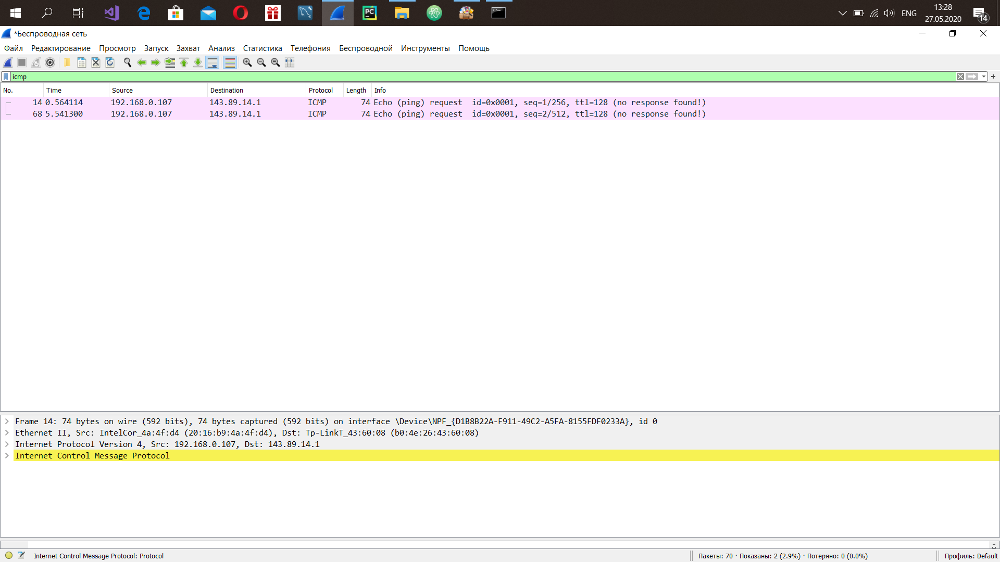 PC
ENG
13:28
27.05.2020
14
*Беспроводная сеть
Файл Редактирование Просмотр Запуск Захват Анализ Статистика Телефония Беспроводной Инструменты Помощь
icmp
No. Time Source Destination Protocol Length Info
14 0.564114 192.168.0.107 143.89.14.1 ICMP 74 Echo (ping) request id=0x0001, seq=1/256, ttl=128 (no response found!)
68 5.541300 192.168.0.107 143.89.14.1 ICMP 74 Echo (ping) request id=0x0001, seq=2/512, ttl=128 (no response found!)
Frame 14: 74 bytes on wire (592 bits), 74 bytes captured (592 bits) on interface \Device\NPF_{D1B8B22A-F911-49C2-A5FA-8155FDF0233A}, id 0
Ethernet II, Src: IntelCor_4a:4f:d4 (20:16:b9:4a:4f:d4), Dst: Tp-LinkT_43:60:08 (b0:4e:26:43:60:08)
Internet Protocol Version 4, Src: 192.168.0.107, Dst: 143.89.14.1
Internet Control Message Protocol
Internet Control Message Protocol: Protocol
Пакеты: 70 · Показаны: 2 (2.9%) · Потеряно: 0 (0.0%)
Профиль: Default